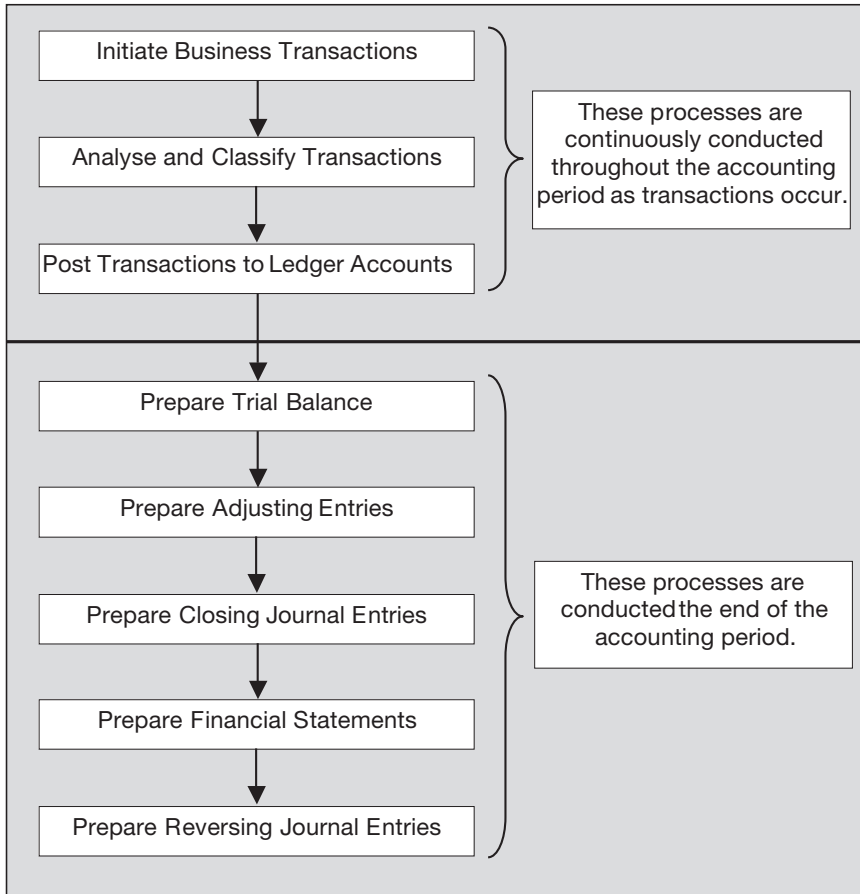 Initiate Business Transactions
Analyse and Classify Transactions
Post Transactions to Ledger Accounts
These processes are
continuously conducted
throughout the accounting
period as transactions occur.
Prepare Trial Balance
Prepare Adjusting Entries
Prepare Closing Journal Entries
Prepare Financial Statements
Prepare Reversing Journal Entries
These processes are
conducted the end of the
accounting period.